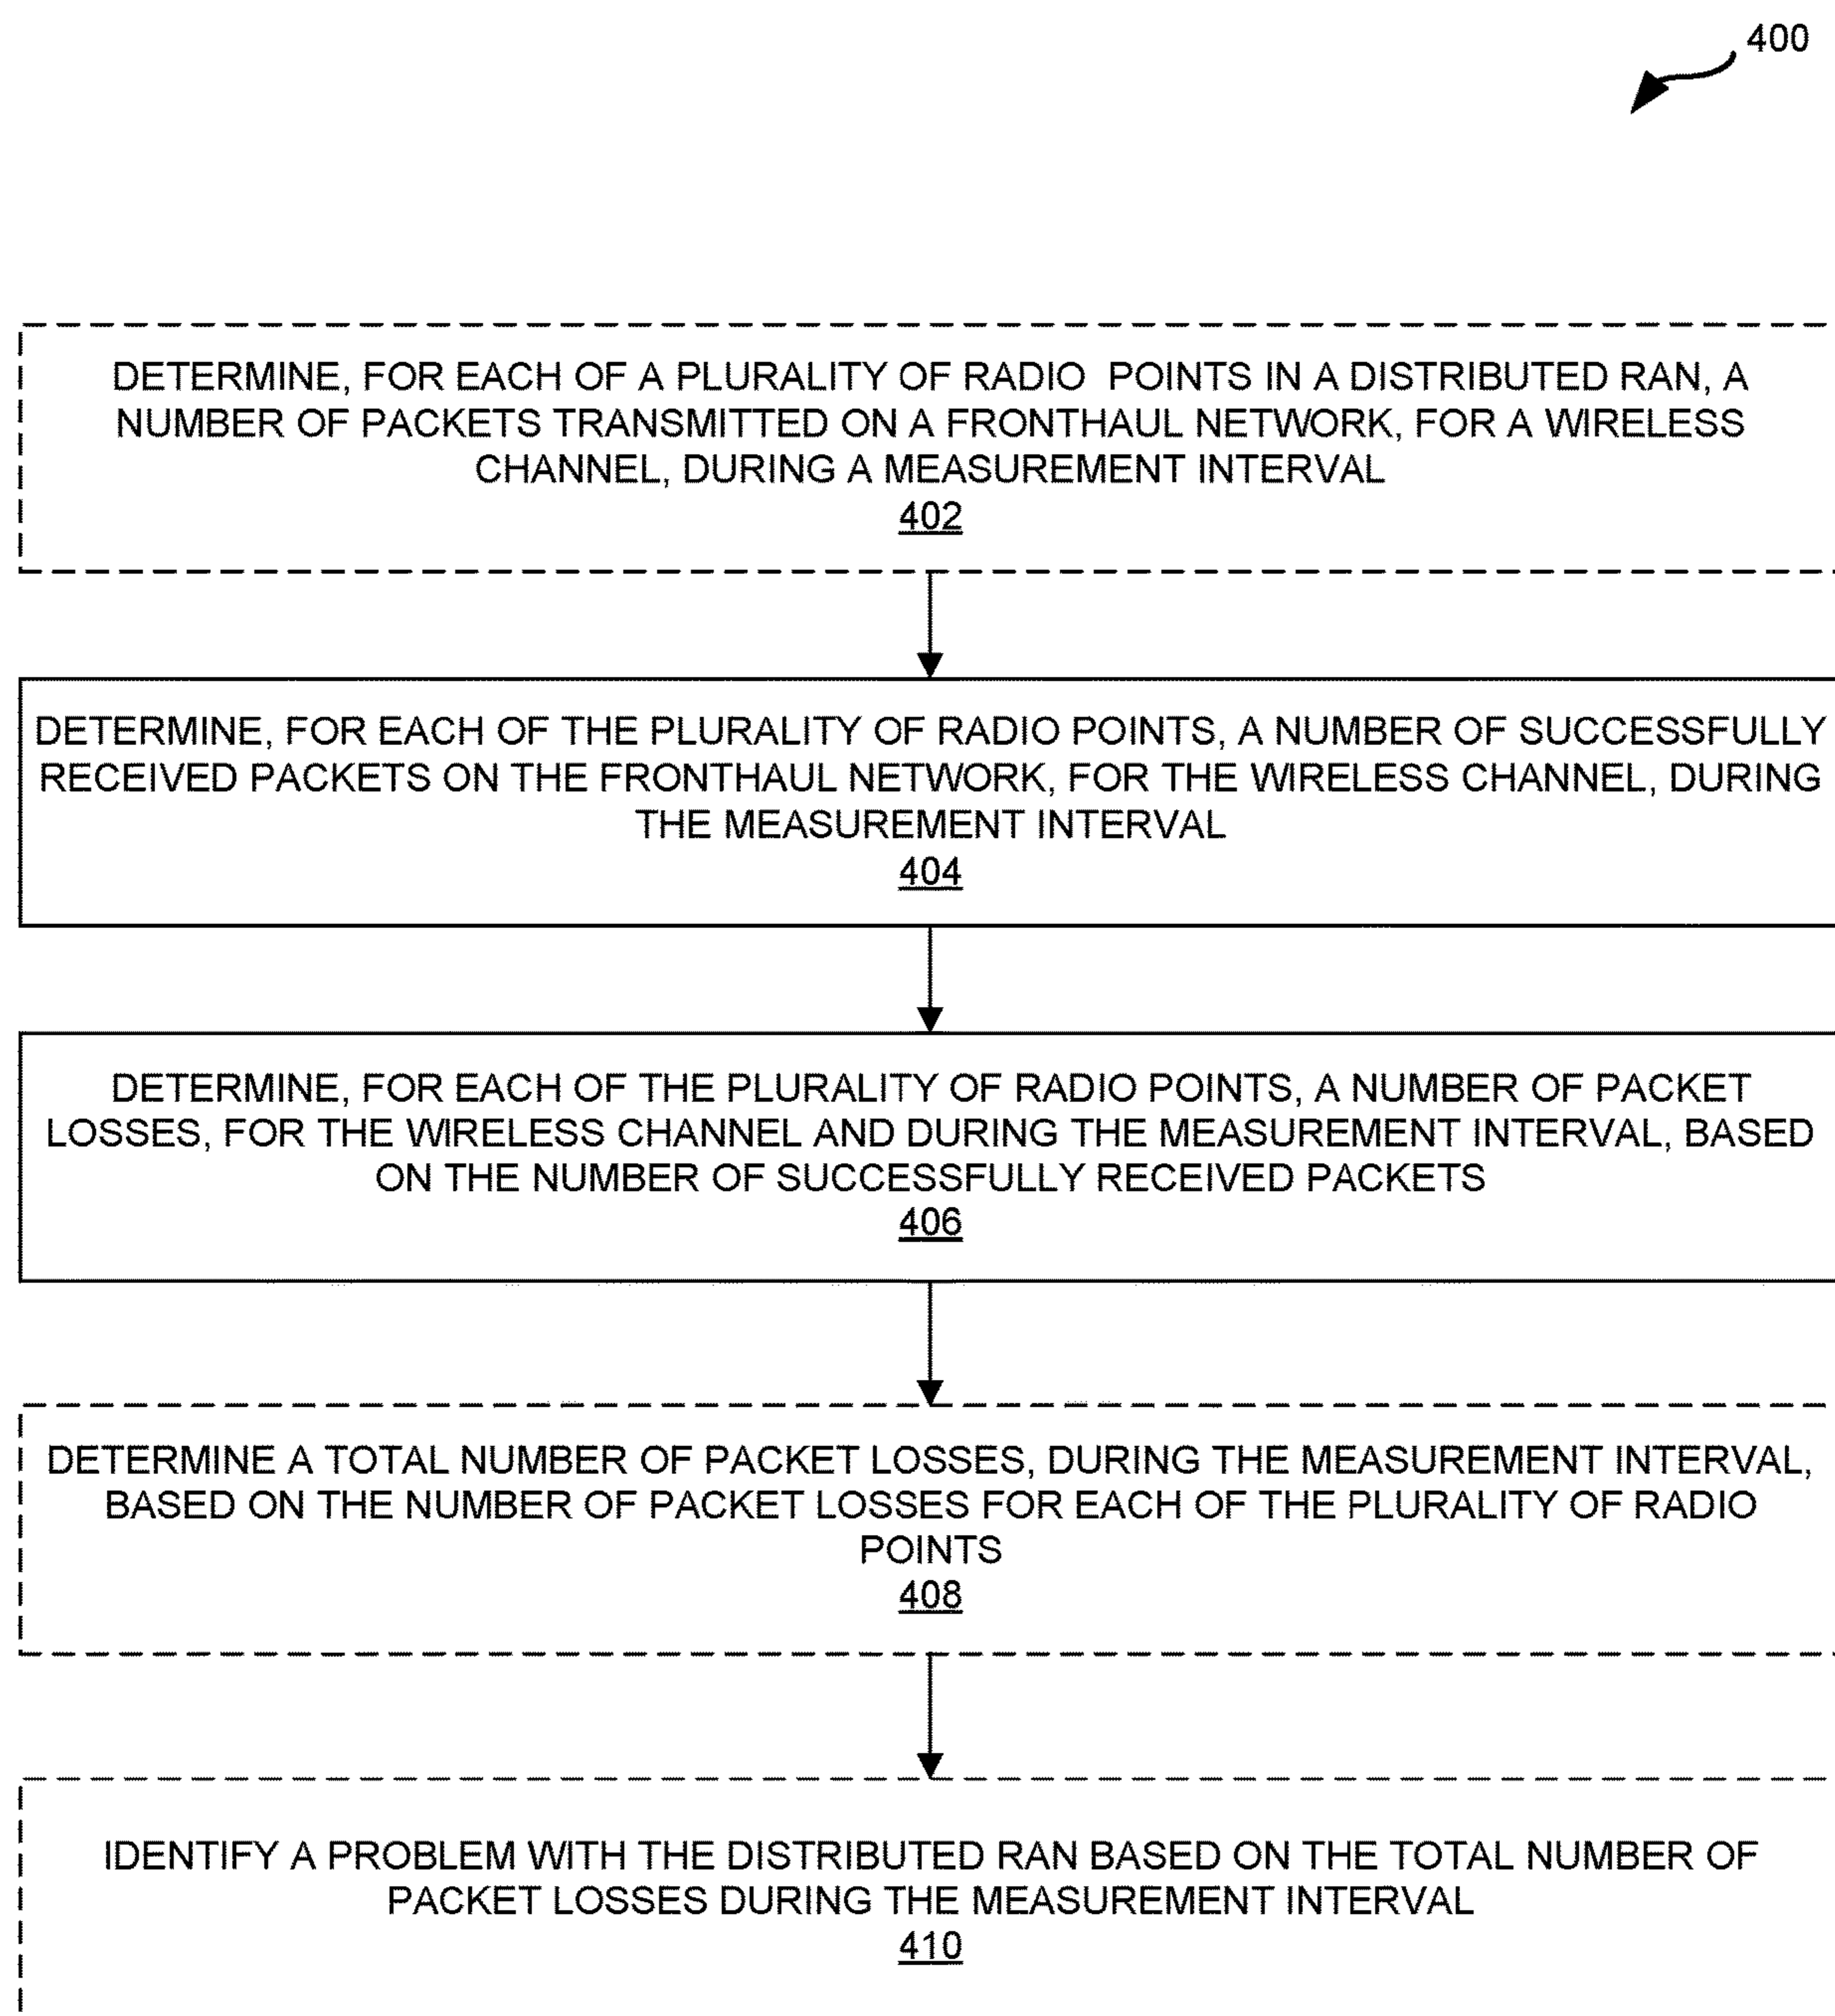 400
DETERMINE, FOR EACH OF A PLURALITY OF RADIO POINTS IN A DISTRIBUTED RAN, A
NUMBER OF PACKETS TRANSMITTED ON A FRONTHAUL NETWORK, FOR A WIRELESS
CHANNEL, DURING A MEASUREMENT INTERVAL
402
DETERMINE, FOR EACH OF THE PLURALITY OF RADIO POINTS, A NUMBER OF SUCCESSFULLY
RECEIVED PACKETS ON THE FRONTHAUL NETWORK, FOR THE WIRELESS CHANNEL, DURING
THE MEASUREMENT INTERVAL
404
DETERMINE, FOR EACH OF THE PLURALITY OF RADIO POINTS, A NUMBER OF PACKET
LOSSES, FOR THE WIRELESS CHANNEL AND DURING THE MEASUREMENT INTERVAL, BASED
ON THE NUMBER OF SUCCESSFULLY RECEIVED PACKETS
406
DETERMINE A TOTAL NUMBER OF PACKET LOSSES, DURING THE MEASUREMENT INTERVAL,
BASED ON THE NUMBER OF PACKET LOSSES FOR EACH OF THE PLURALITY OF RADIO
POINTS
408
IDENTIFY A PROBLEM WITH THE DISTRIBUTED RAN BASED ON THE TOTAL NUMBER OF
PACKET LOSSES DURING THE MEASUREMENT INTERVAL
410